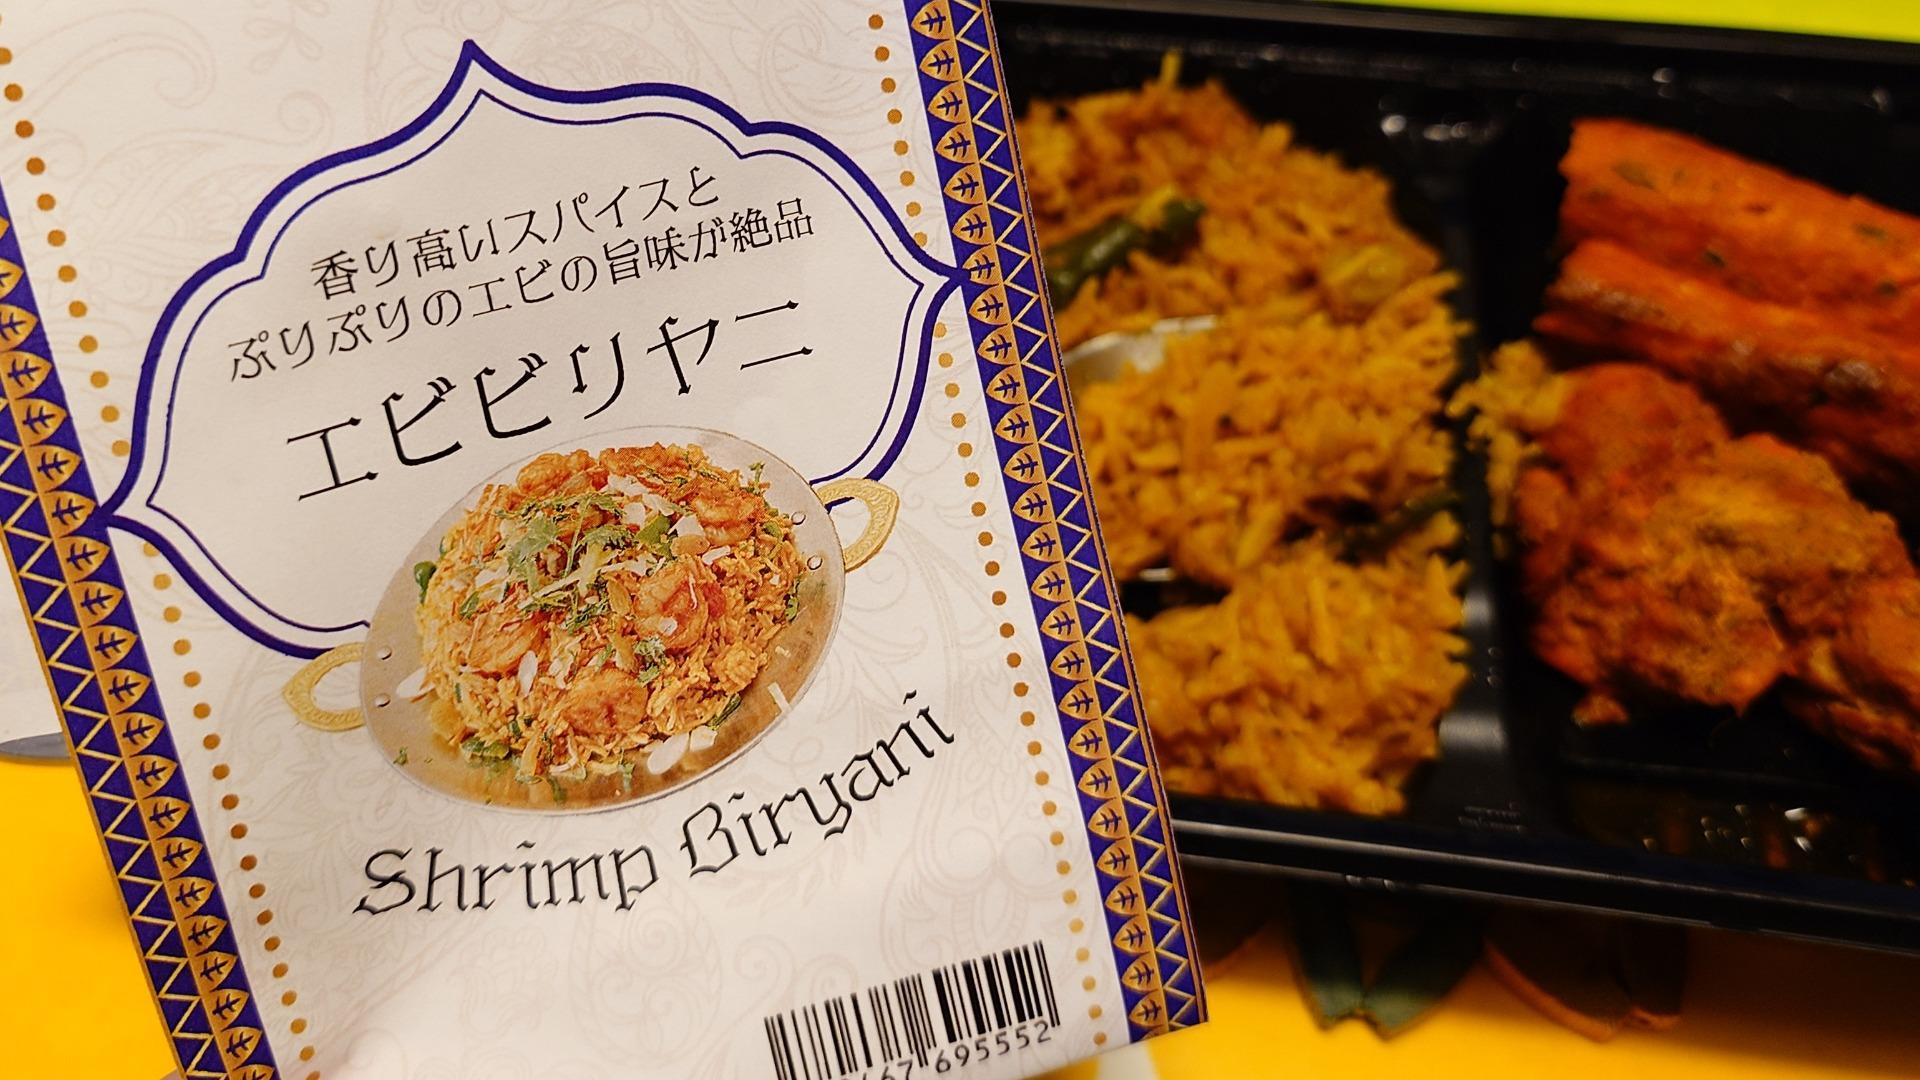 香り高いスパイスと
ぷりぷりのエビの旨味が絶品
エビビリヤニ
Shrimp Biryani
695552